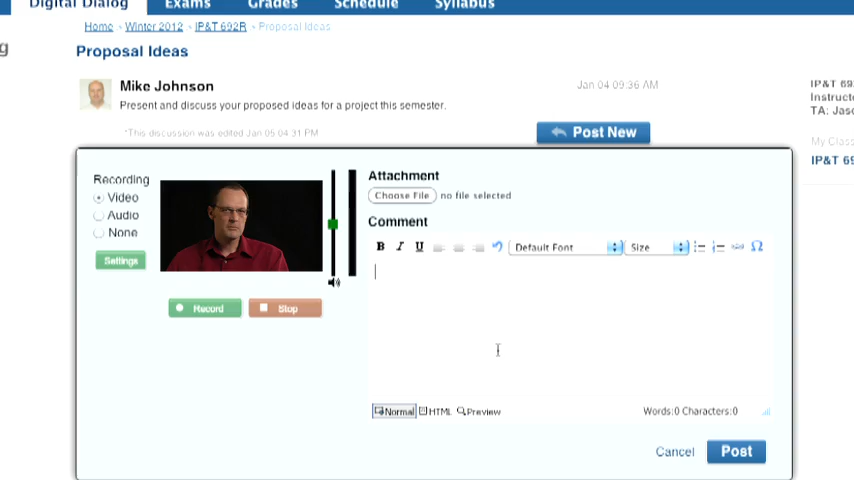 Digital Dialog Exams Grades Schedule Syllabus
Home Winter 2012 IP&T 692R Proposal Ideas
g
Proposal Ideas
Mike Johnson
Jan 04 09:36 AM
Present and discuss your proposed ideas for a project this semester.
*This discussion was edited Jan 05 04:31 PM
Post New
IP&T 69
Instructo
TA: Jaso
My Class
IP&T 69
Recording
Video
Audio
None
Settings
Record
Stop
Attachment
Choose File no file selected
Comment
B I U Default Font Size Ω
Normal HTML Preview
Words:0 Characters:0
Cancel
Post